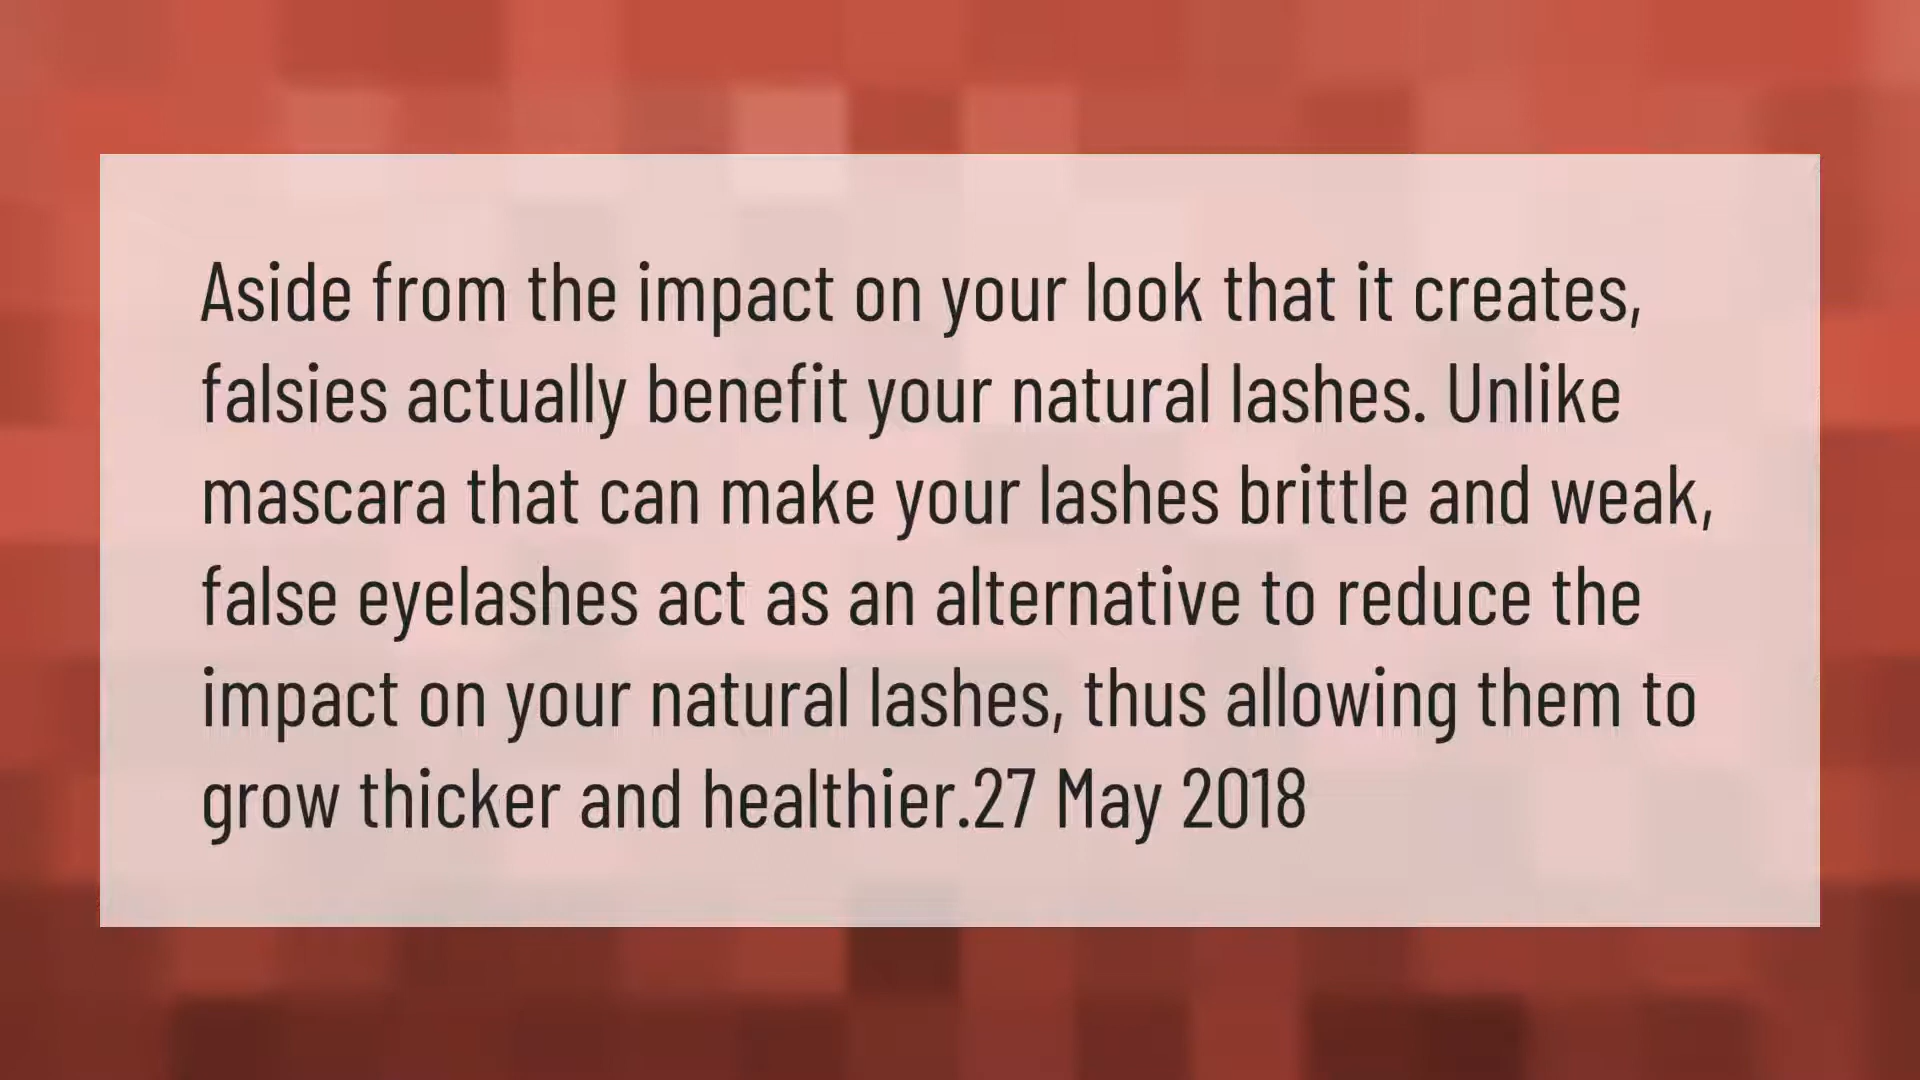 Aside from the impact on your look that it creates,
falsies actually benefit your natural lashes. Unlike
mascara that can make your lashes brittle and weak,
false eyelashes act as an alternative to reduce the
impact on your natural lashes, thus allowing them to
grow thicker and healthier.27 May 2018